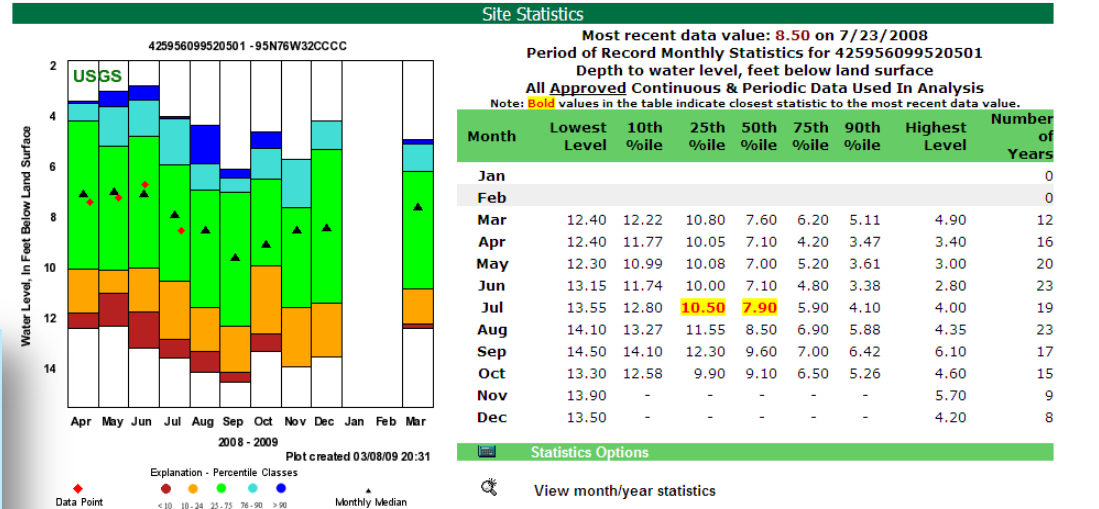 Site Statistics
425956099520501 - 95N76W32CCCC
USGS
Water Level, In Feet Below Land Surface
2
4
6
8
10
12
14
Apr May Jun Jul Aug Sep Oct Nov Dec Jan Feb Mar
2008 - 2009
Plot created 03/08/09 20:31
Explanation - Percentile Classes
Data Point
< 10 10 - 24 25 - 75 76 - 90 > 90
Monthly Median
Most recent data value: 8.50 on 7/23/2008
Period of Record Monthly Statistics for 425956099520501
Depth to water level, feet below land surface
All Approved Continuous & Periodic Data Used In Analysis
Note: Bold values in the table indicate closest statistic to the most recent data value.
Month Lowest Level 10th %ile 25th %ile 50th %ile 75th %ile 90th %ile Highest Level Number of Years
Jan 0
Feb 0
Mar 12.40 12.22 10.80 7.60 6.20 5.11 4.90 12
Apr 12.40 11.77 10.05 7.10 4.20 3.47 3.40 16
May 12.30 10.99 10.08 7.00 5.20 3.61 3.00 20
Jun 13.15 11.74 10.00 7.10 4.80 3.38 2.80 23
Jul 13.55 12.80 10.50 7.90 5.90 4.10 4.00 19
Aug 14.10 13.27 11.55 8.50 6.90 5.88 4.35 23
Sep 14.50 14.10 12.30 9.60 7.00 6.42 6.10 17
Oct 13.30 12.58 9.90 9.10 6.50 5.26 4.60 15
Nov 13.90 - - - - - 5.70 9
Dec 13.50 - - - - - 4.20 8
Statistics Options
View month/year statistics